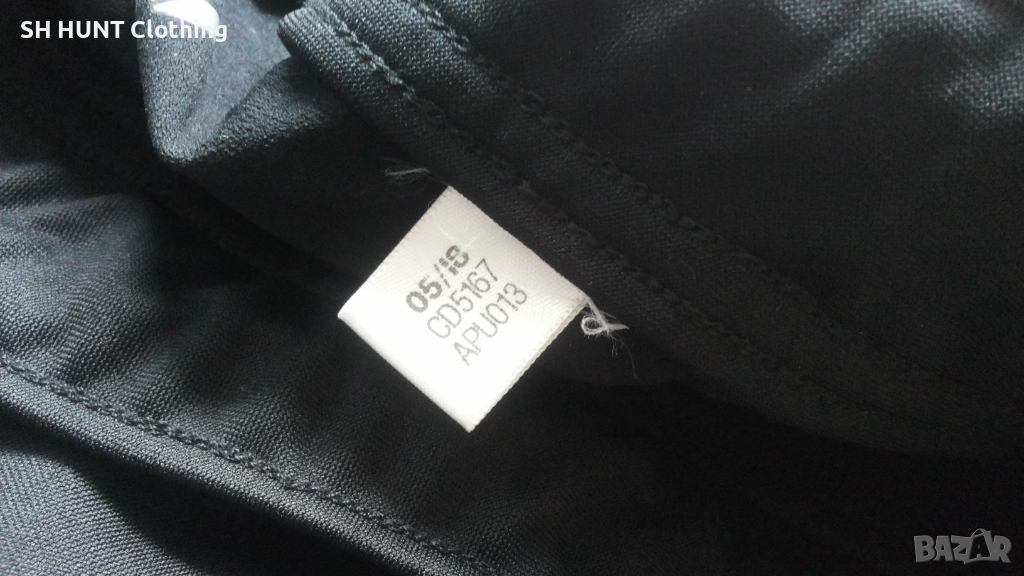 SH HUNT Clothing
05/18
CD5167
APU013
BAZAR